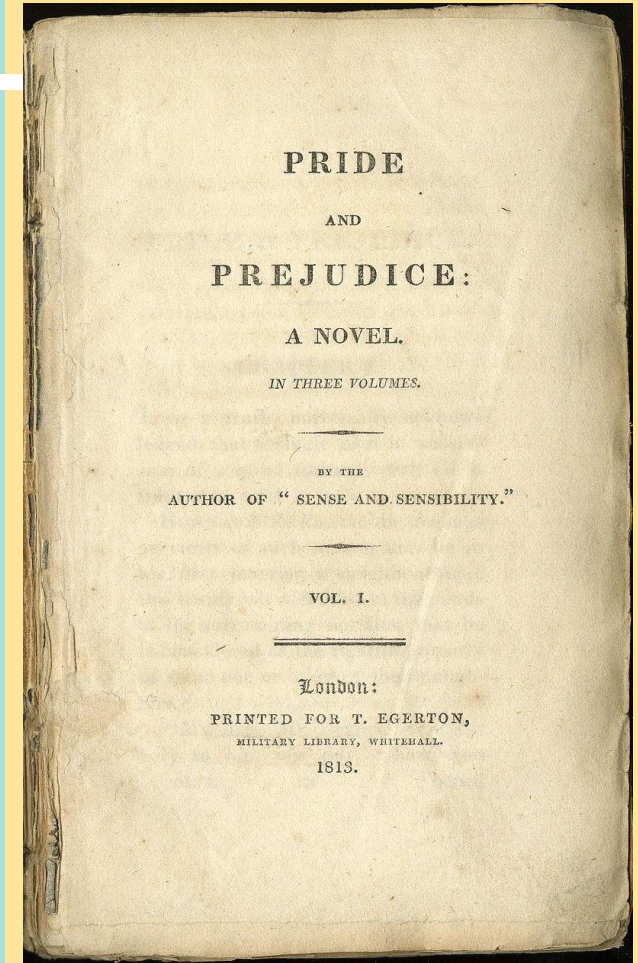 PRIDE
AND
PREJUDICE:
A NOVEL.
IN THREE VOLUMES.
BY THE
AUTHOR OF “ SENSE AND SENSIBILITY.”
VOL. I.
London:
PRINTED FOR T. EGERTON,
MILITARY LIBRARY, WHITEHALL.
1813.